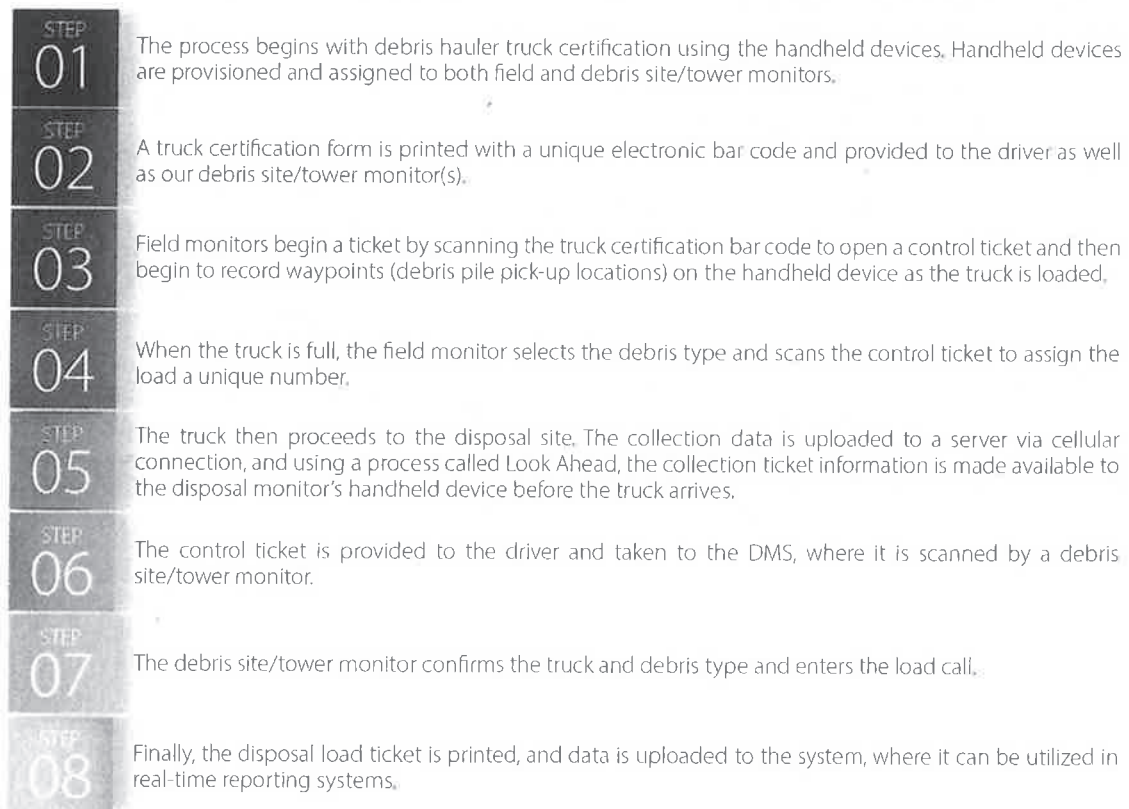 STEP
01
The process begins with debris hauler truck certification using the handheld devices. Handheld devices
are provisioned and assigned to both field and debris site/tower monitors.
STEP
02
A truck certification form is printed with a unique electronic bar code and provided to the driver as well
as our debris site/tower monitor(s).
STEP
03
Field monitors begin a ticket by scanning the truck certification bar code to open a control ticket and then
begin to record waypoints (debris pile pick-up locations) on the handheld device as the truck is loaded.
STEP
04
When the truck is full, the field monitor selects the debris type and scans the control ticket to assign the
load a unique number.
STEP
05
The truck then proceeds to the disposal site. The collection data is uploaded to a server via cellular
connection, and using a process called Look Ahead, the collection ticket information is made available to
the disposal monitor's handheld device before the truck arrives.
STEP
06
The control ticket is provided to the driver and taken to the DMS, where it is scanned by a debris
site/tower monitor.
STEP
07
The debris site/tower monitor confirms the truck and debris type and enters the load call.
STEP
08
Finally, the disposal load ticket is printed, and data is uploaded to the system, where it can be utilized in
real-time reporting systems.